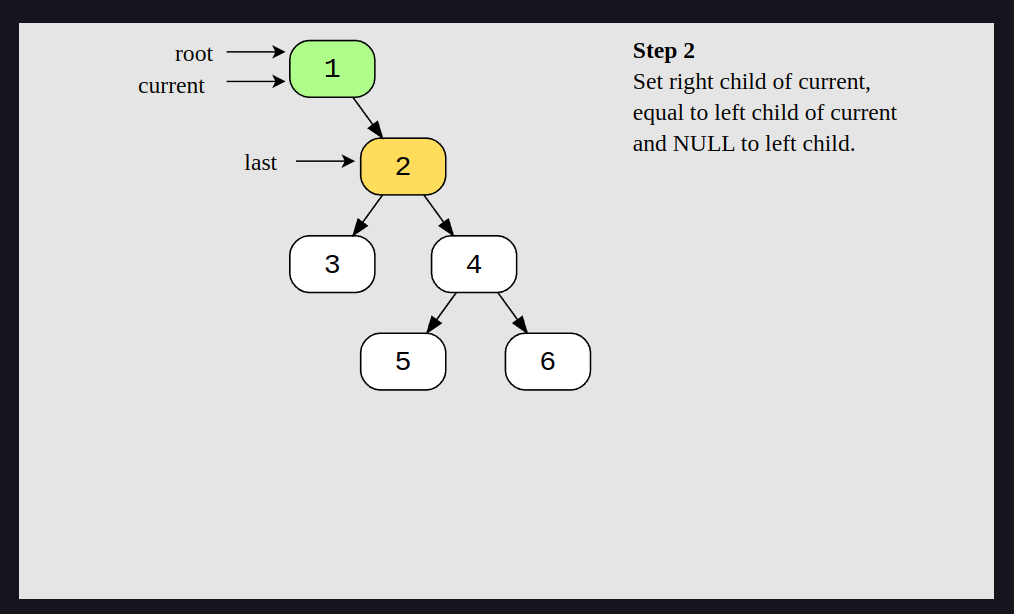 root
current
1
last
2
3
4
5
6
Step 2
Set right child of current,
equal to left child of current
and NULL to left child.